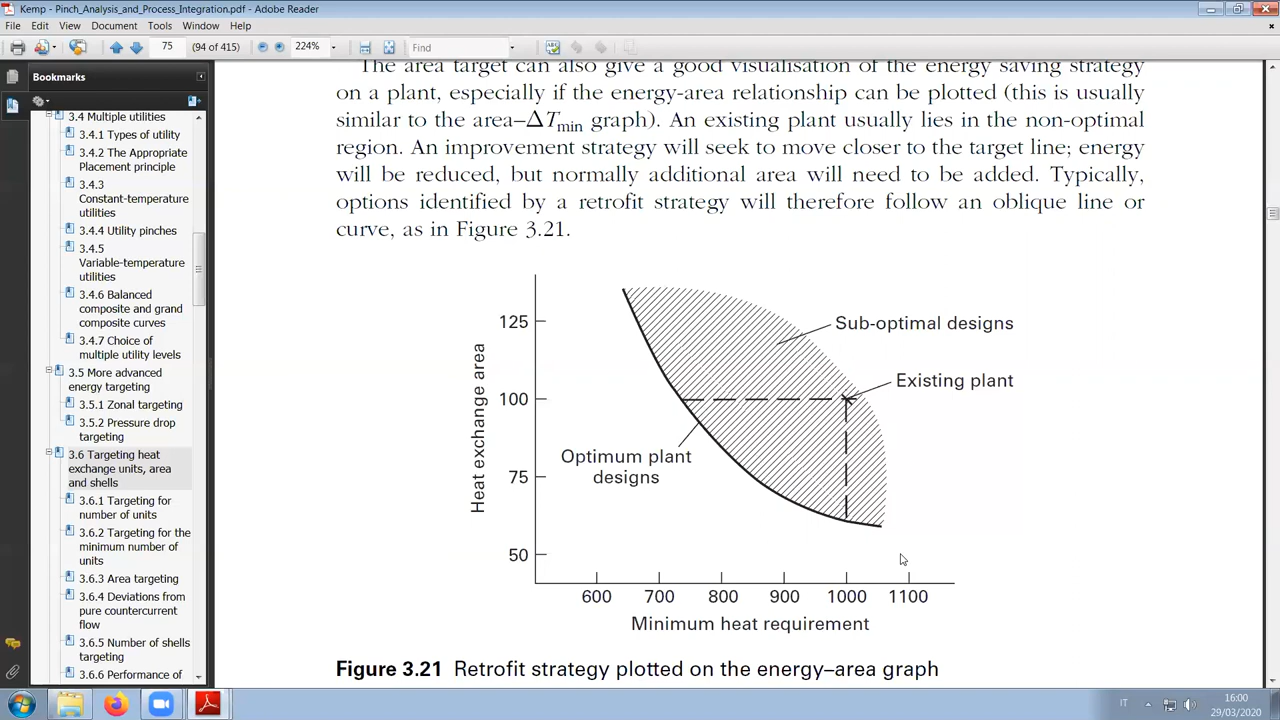 Kemp - Pinch_Analysis_and_Process_Integration.pdf - Adobe Reader
File Edit View Document Tools Window Help
75 (94 of 415) 224% Find
Bookmarks
3.4 Multiple utilities
3.4.1 Types of utility
3.4.2 The Appropriate
Placement principle
3.4.3
Constant-temperature
utilities
3.4.4 Utility pinches
3.4.5
Variable-temperature
utilities
3.4.6 Balanced
composite and grand
composite curves
3.4.7 Choice of
multiple utility levels
3.5 More advanced
energy targeting
3.5.1 Zonal targeting
3.5.2 Pressure drop
targeting
3.6 Targeting heat
exchange units, area
and shells
3.6.1 Targeting for
number of units
3.6.2 Targeting for the
minimum number of
units
3.6.3 Area targeting
3.6.4 Deviations from
pure countercurrent
flow
3.6.5 Number of shells
targeting
3.6.6 Performance of
The area target can also give a good visualisation of the energy saving strategy
on a plant, especially if the energy-area relationship can be plotted (this is usually
similar to the area–ΔTmin graph). An existing plant usually lies in the non-optimal
region. An improvement strategy will seek to move closer to the target line; energy
will be reduced, but normally additional area will need to be added. Typically,
options identified by a retrofit strategy will therefore follow an oblique line or
curve, as in Figure 3.21.
125
100
75
50
Heat exchange area
Sub-optimal designs
Existing plant
Optimum plant
designs
600 700 800 900 1000 1100
Minimum heat requirement
Figure 3.21 Retrofit strategy plotted on the energy–area graph
IT
16:00
29/03/2020